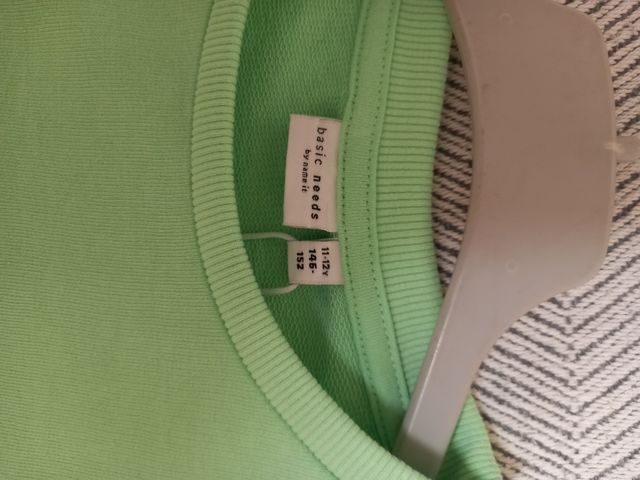 basic needs
by name it
11-12Y
146-
152